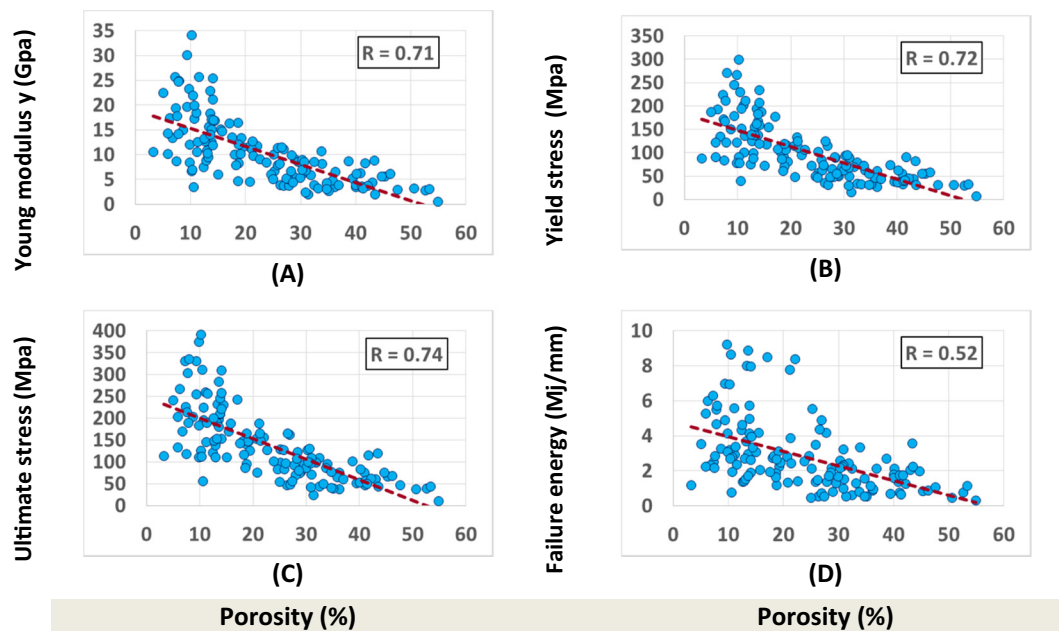 Young modulus y (Gpa)
35
30
25
20
15
10
5
0
R = 0.71
0 10 20 30 40 50 60
(A)
Yield stress (Mpa)
350
300
250
200
150
100
50
0
R = 0.72
0 10 20 30 40 50 60
(B)
Ultimate stress (Mpa)
400
350
300
250
200
150
100
50
0
R = 0.74
0 10 20 30 40 50 60
(C)
Failure energy (Mj/mm)
10
8
6
4
2
0
R = 0.52
0 10 20 30 40 50 60
(D)
Porosity (%) Porosity (%)